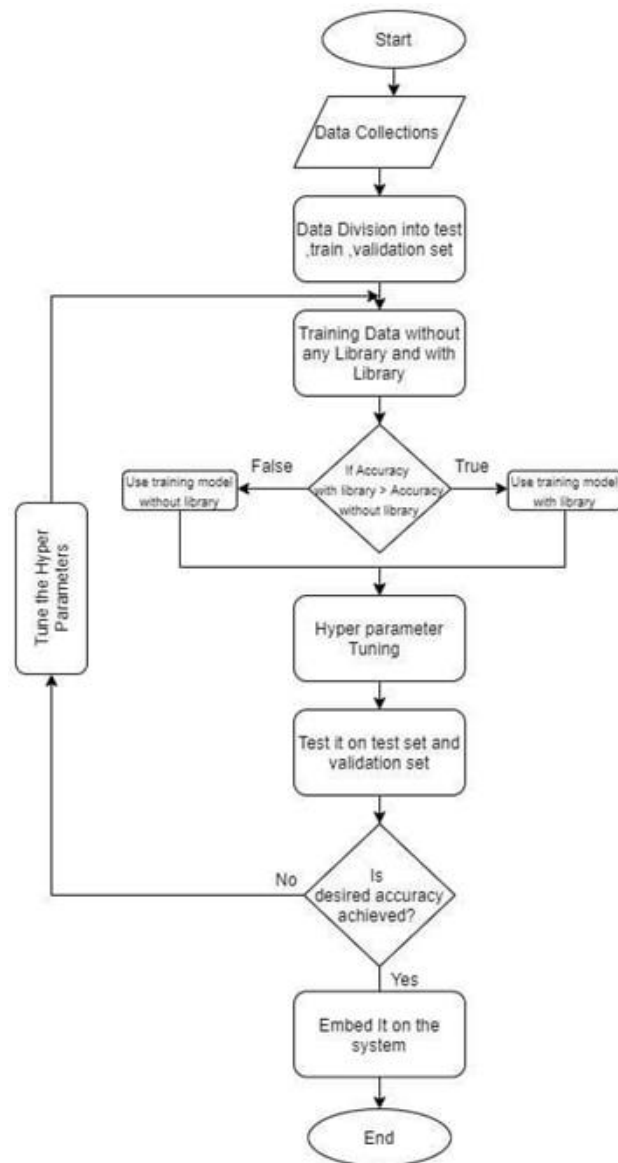 Start
Data Collections
Data Division into test
,train ,validation set
Training Data without
any Library and with
Library
False
If Accuracy
with library > Accuracy
without library
True
Use training model
without library
Use training model
with library
Tune the Hyper
Parameters
Hyper parameter
Tuning
Test it on test set and
validation set
No
Is
desired accuracy
achieved?
Yes
Embed It on the
system
End